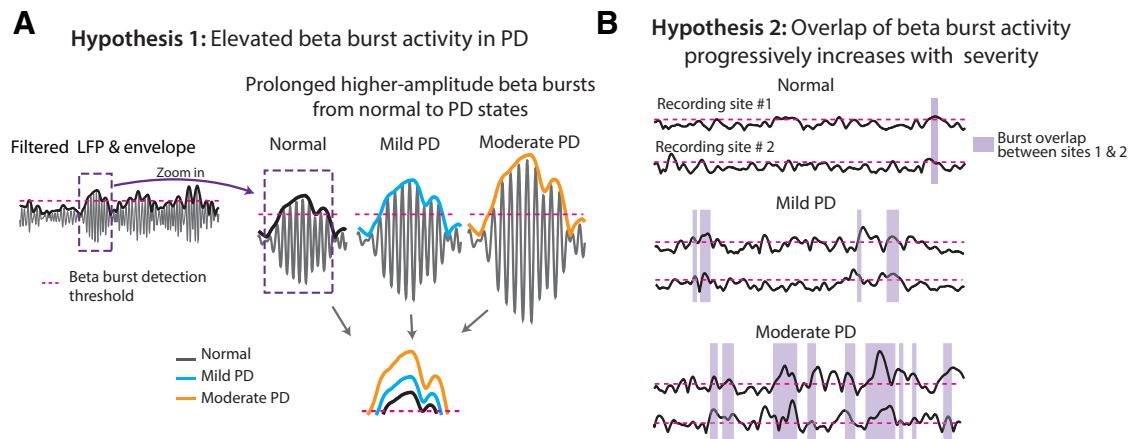 A
Hypothesis 1: Elevated beta burst activity in PD
Prolonged higher-amplitude beta bursts
from normal to PD states
Filtered LFP & envelope
Zoom in
Normal
Mild PD
Moderate PD
Beta burst detection
threshold
Normal
Mild PD
Moderate PD
B
Hypothesis 2: Overlap of beta burst activity
progressively increases with severity
Normal
Recording site #1
Recording site # 2
Burst overlap
between sites 1 & 2
Mild PD
Moderate PD